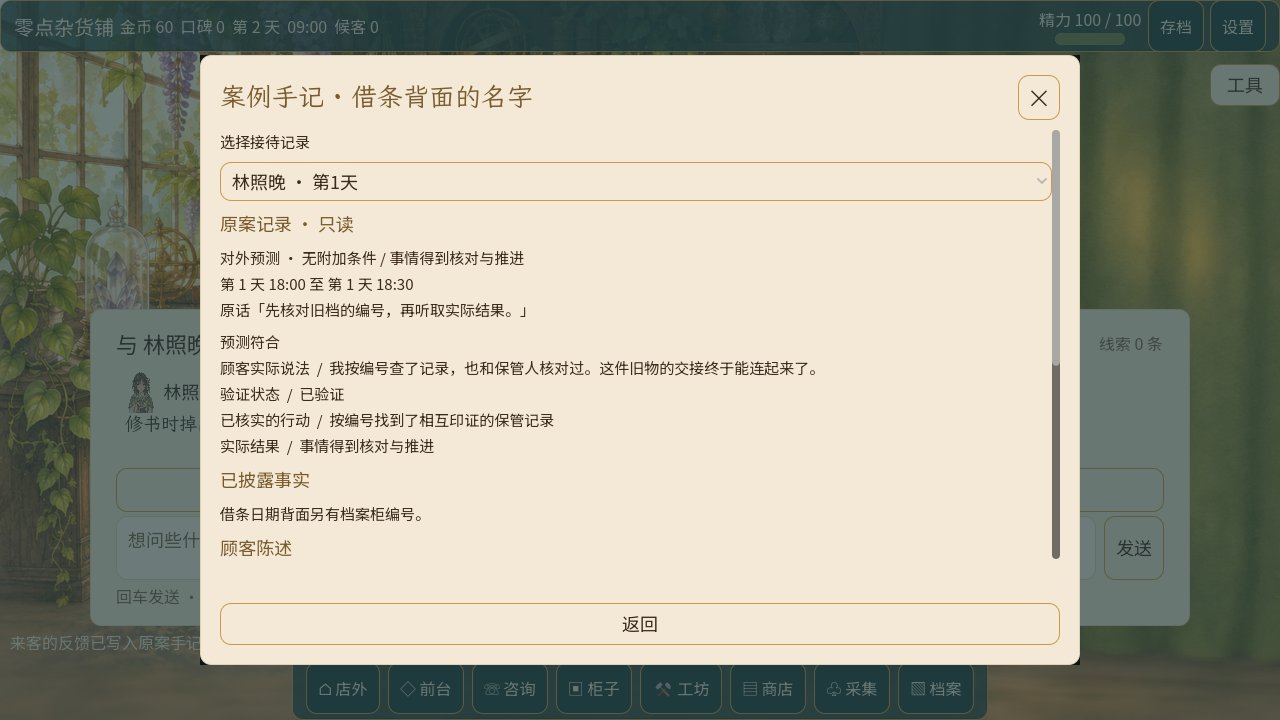 零点杂货铺 金币 60 口碑 0 第 2 天 09:00 候客 0
精力 100 / 100
存档
设置
工具
案例手记·借条背面的名字
选择接待记录
林照晚 · 第1天
原案记录 · 只读
对外预测 · 无附加条件 / 事情得到核对与推进
第 1 天 18:00 至 第 1 天 18:30
原话「先核对旧档的编号，再听取实际结果。」
预测符合
顾客实际说法 / 我按编号查了记录，也和保管人核对过。这件旧物的交接终于能连起来了。
验证状态 / 已验证
已核实的行动 / 按编号找到了相互印证的保管记录
实际结果 / 事情得到核对与推进
已披露事实
借条日期背面另有档案柜编号。
顾客陈述
返回
与 林照晚
线索 0 条
林照
修书时掉
想问些什
发送
回车发送 ·
来客的反馈已写入原案手记
店外
前台
咨询
柜子
工坊
商店
采集
档案